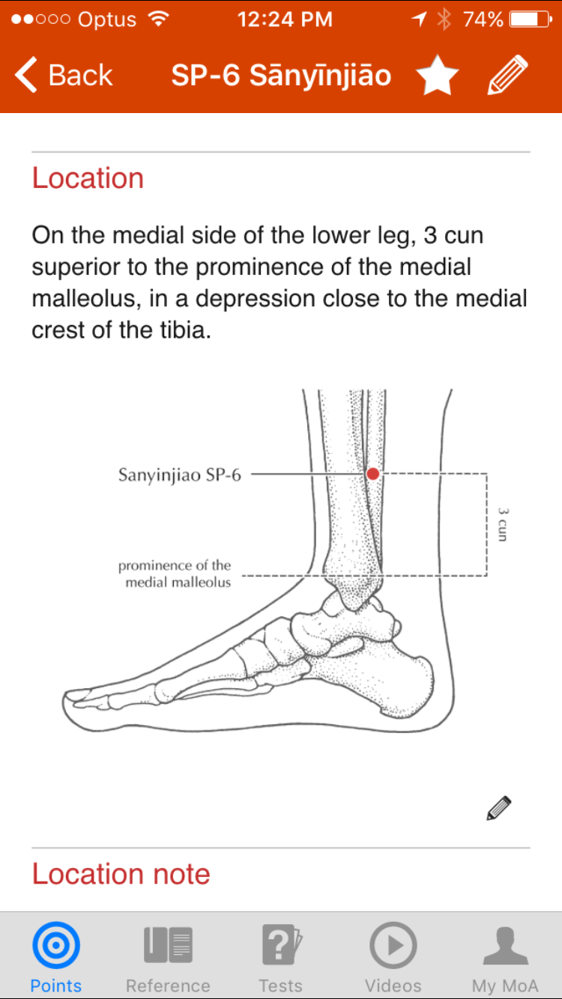 Optus 12:24 PM 74%
Back SP-6 Sānyīnjiāo
Location
On the medial side of the lower leg, 3 cun
superior to the prominence of the medial
malleolus, in a depression close to the medial
crest of the tibia.
Sanyinjiao SP-6
3 cun
prominence of the
medial malleolus
Location note
?
Points Reference Tests Videos My MoA